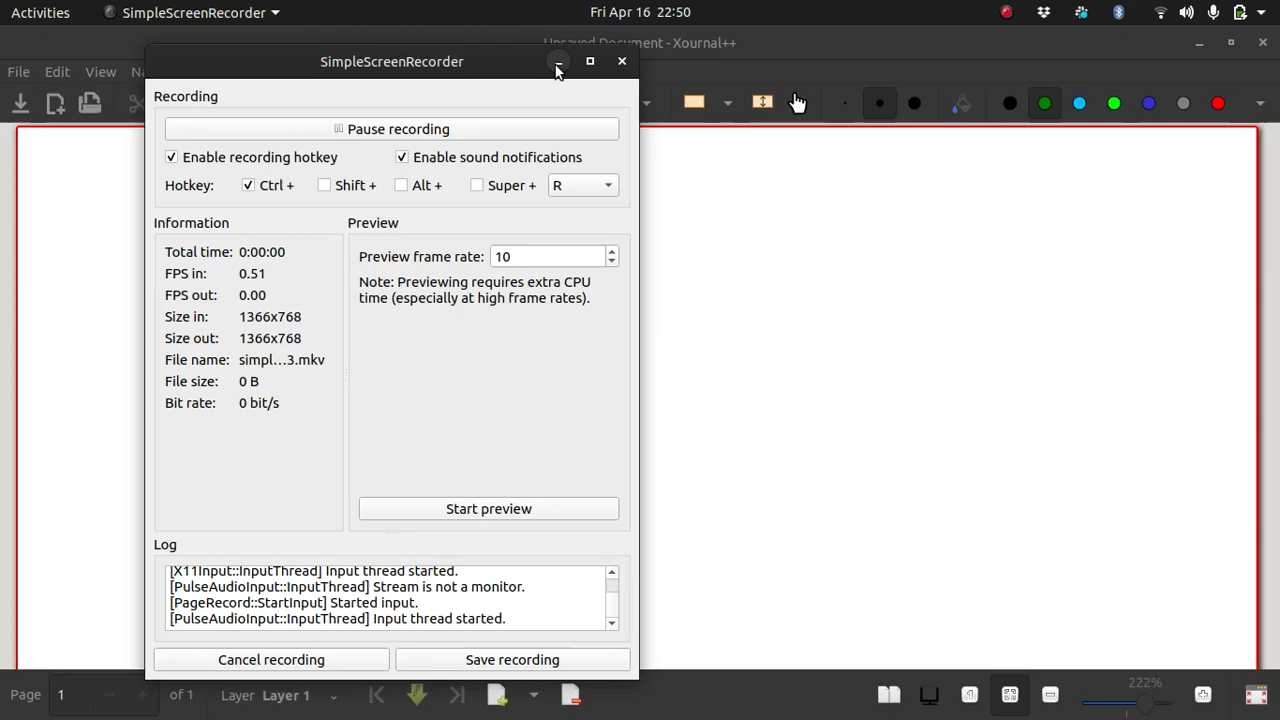 Activities SimpleScreenRecorder Fri Apr 16 22:50
Unsaved Document - Xournal++
File Edit View
SimpleScreenRecorder
Recording
Pause recording
Enable recording hotkey Enable sound notifications
Hotkey: Ctrl + Shift + Alt + Super + R
Information
Total time: 0:00:00
FPS in: 0.51
FPS out: 0.00
Size in: 1366x768
Size out: 1366x768
File name: simpl...3.mkv
File size: 0 B
Bit rate: 0 bit/s
Preview
Preview frame rate: 10
Note: Previewing requires extra CPU
time (especially at high frame rates).
Start preview
Log
[X11Input::InputThread] Input thread started.
[PulseAudioInput::InputThread] Stream is not a monitor.
[PageRecord::StartInput] Started input.
[PulseAudioInput::InputThread] Input thread started.
Cancel recording Save recording
Page 1 of 1 Layer Layer 1 222%